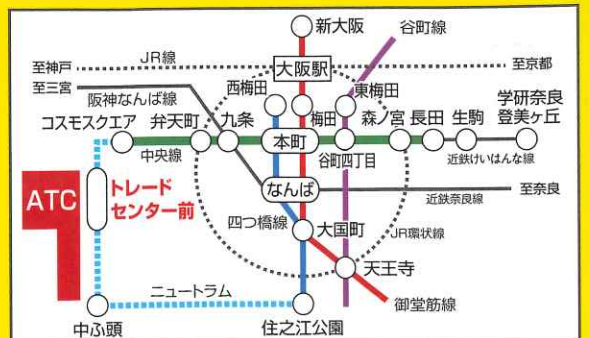 新大阪
谷町線
至神戸
JR線
大阪駅
至京都
至三宮
阪神なんば線
西梅田
東梅田
梅田
学研奈良
登美ヶ丘
コスモスクエア
弁天町
九条
本町
森ノ宮
長田
生駒
中央線
谷町四丁目
近鉄けいはんな線
ATC
トレード
センター前
なんば
近鉄奈良線
至奈良
四つ橋線
大国町
JR環状線
天王寺
ニュートラム
御堂筋線
中ふ頭
住之江公園